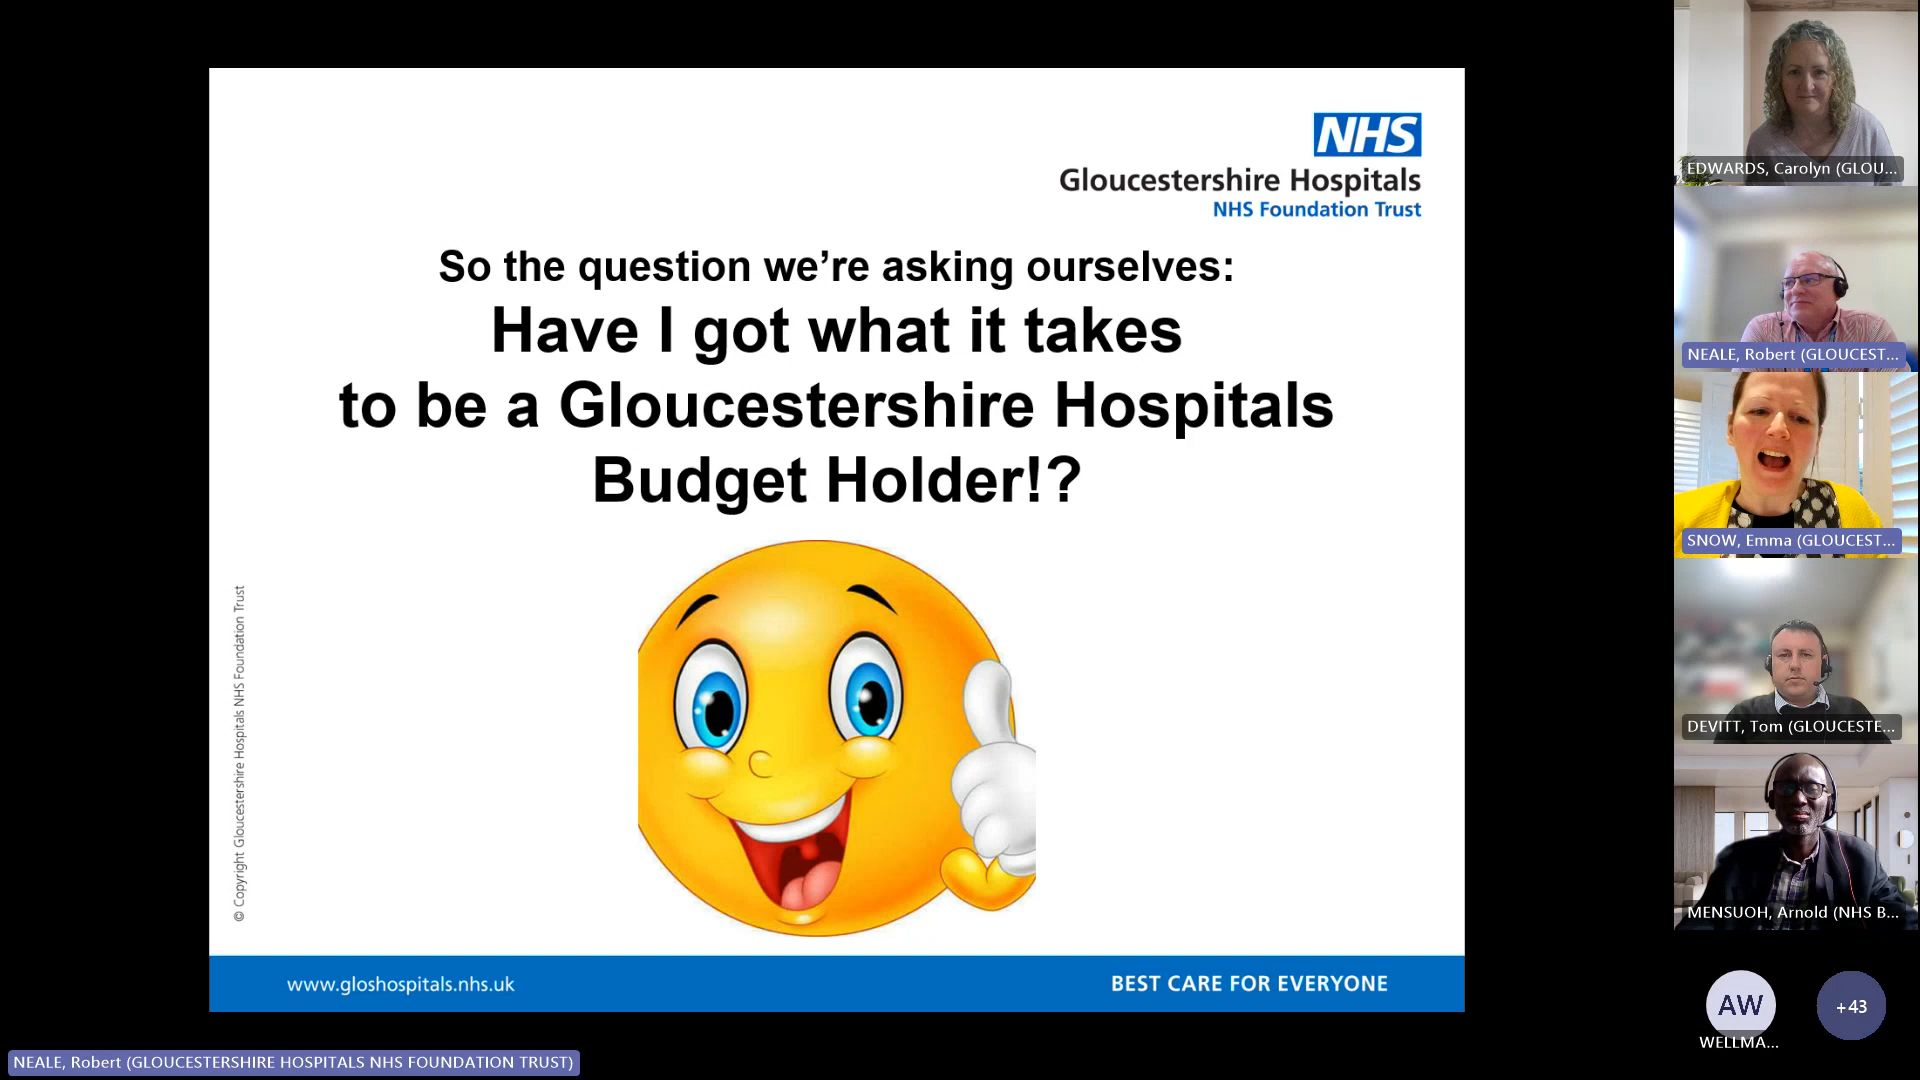 NHS
Gloucestershire Hospitals
NHS Foundation Trust
So the question we’re asking ourselves:
Have I got what it takes
to be a Gloucestershire Hospitals
Budget Holder!?
© Copyright Gloucestershire Hospitals NHS Foundation Trust
www.gloshospitals.nhs.uk
BEST CARE FOR EVERYONE
NEALE, Robert (GLOUCESTERSHIRE HOSPITALS NHS FOUNDATION TRUST)
EDWARDS, Carolyn (GLOU...
NEALE, Robert (GLOUCEST...
SNOW, Emma (GLOUCEST...
DEVITT, Tom (GLOUCESTE...
MENSUOH, Arnold (NHS B...
AW
WELLMA...
+43